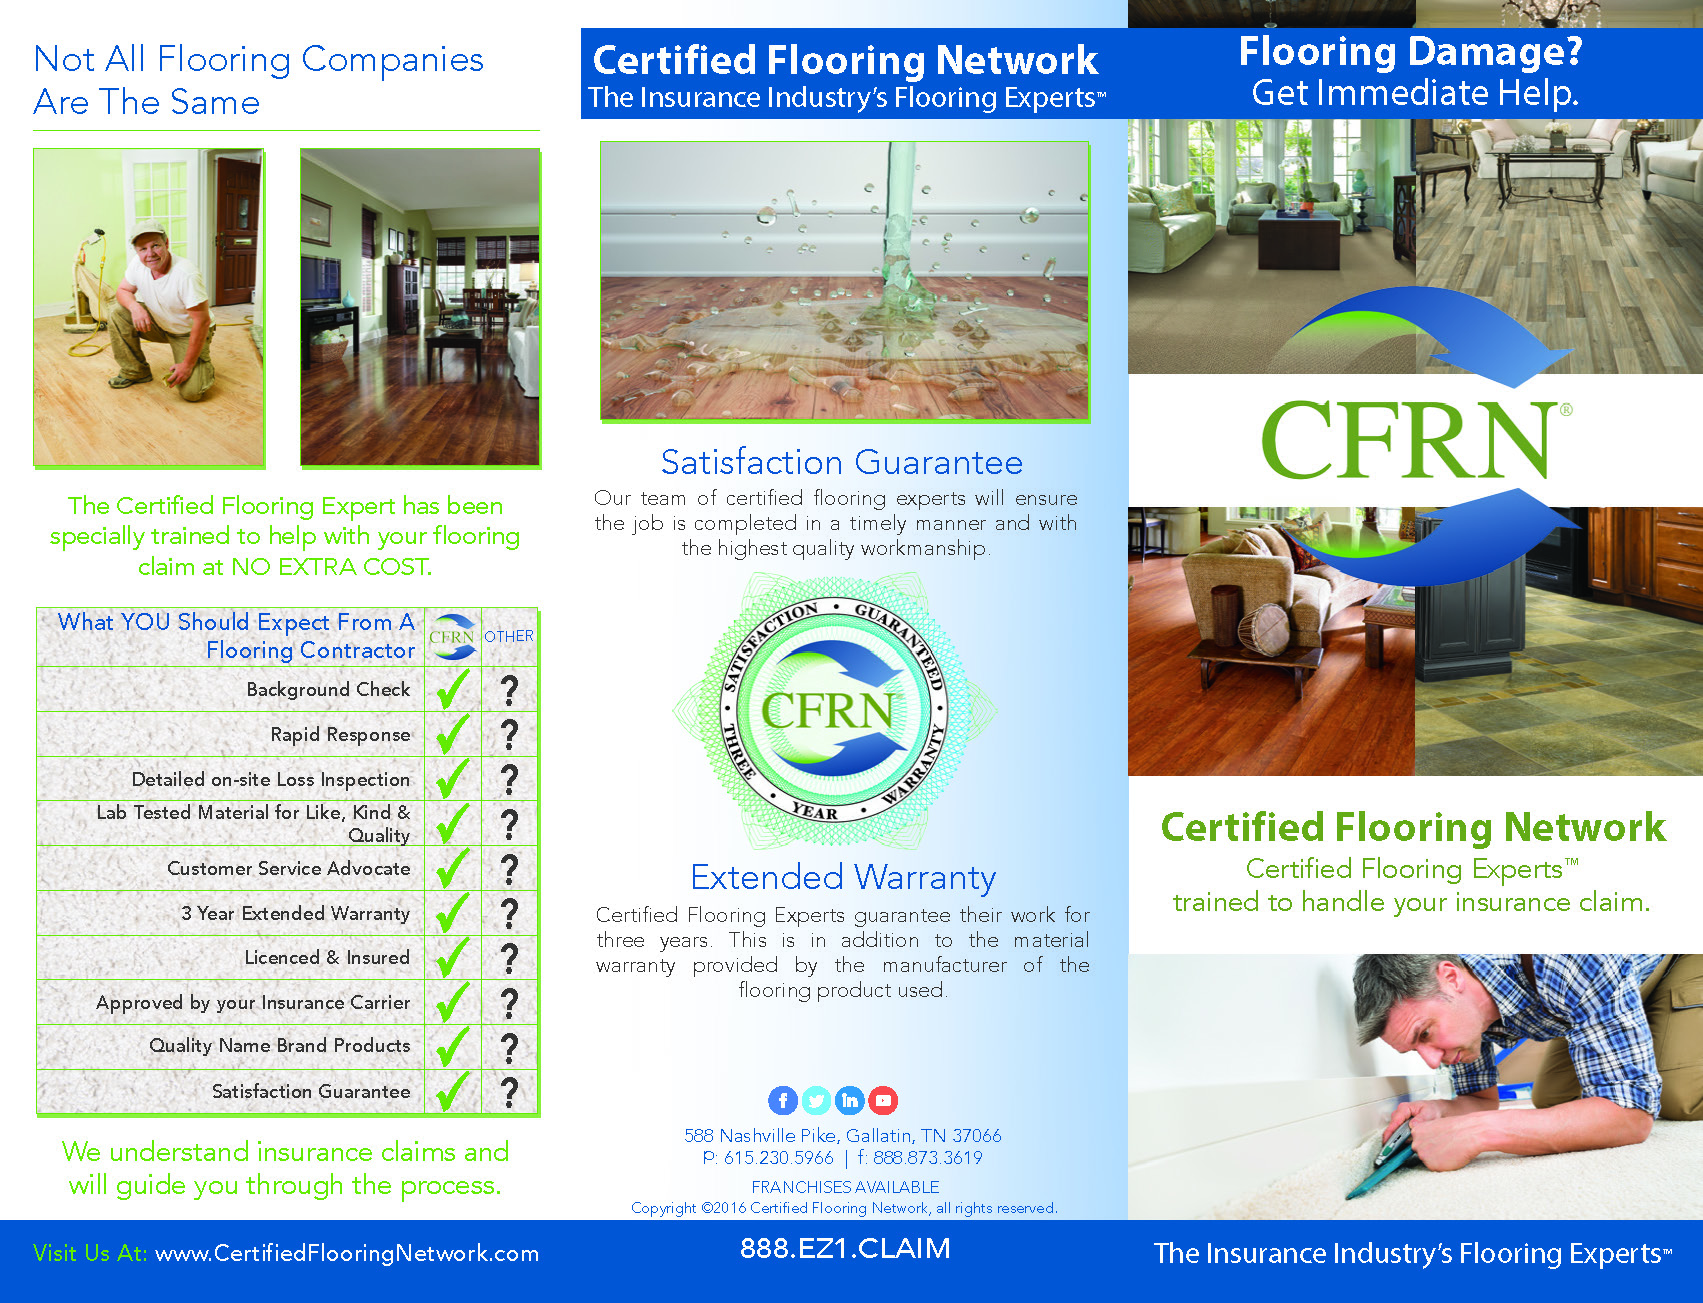 Not All Flooring Companies
Are The Same
The Certified Flooring Expert has been
specially trained to help with your flooring
claim at NO EXTRA COST.
What YOU Should Expect From A
Flooring Contractor
CFRN
OTHER
Background Check
?
Rapid Response
?
Detailed on-site Loss Inspection
?
Lab Tested Material for Like, Kind &
Quality
?
Customer Service Advocate
?
3 Year Extended Warranty
?
Licenced & Insured
?
Approved by your Insurance Carrier
?
Quality Name Brand Products
?
Satisfaction Guarantee
?
We understand insurance claims and
will guide you through the process.
Visit Us At: www.CertifiedFlooringNetwork.com
Certified Flooring Network
The Insurance Industry's Flooring Experts™
Satisfaction Guarantee
Our team of certified flooring experts will ensure
the job is completed in a timely manner and with
the highest quality workmanship.
SATISFACTION • GUARANTEED
CFRN
THREE • YEAR • WARRANTY
Extended Warranty
Certified Flooring Experts guarantee their work for
three years. This is in addition to the material
warranty provided by the manufacturer of the
flooring product used.
f in
588 Nashville Pike, Gallatin, TN 37066
p: 615.230.5966 | f: 888.873.3619
FRANCHISES AVAILABLE
Copyright ©2016 Certified Flooring Network, all rights reserved.
888.EZ1.CLAIM
Flooring Damage?
Get Immediate Help.
CFRN®
Certified Flooring Network
Certified Flooring Experts™
trained to handle your insurance claim.
The Insurance Industry's Flooring Experts™